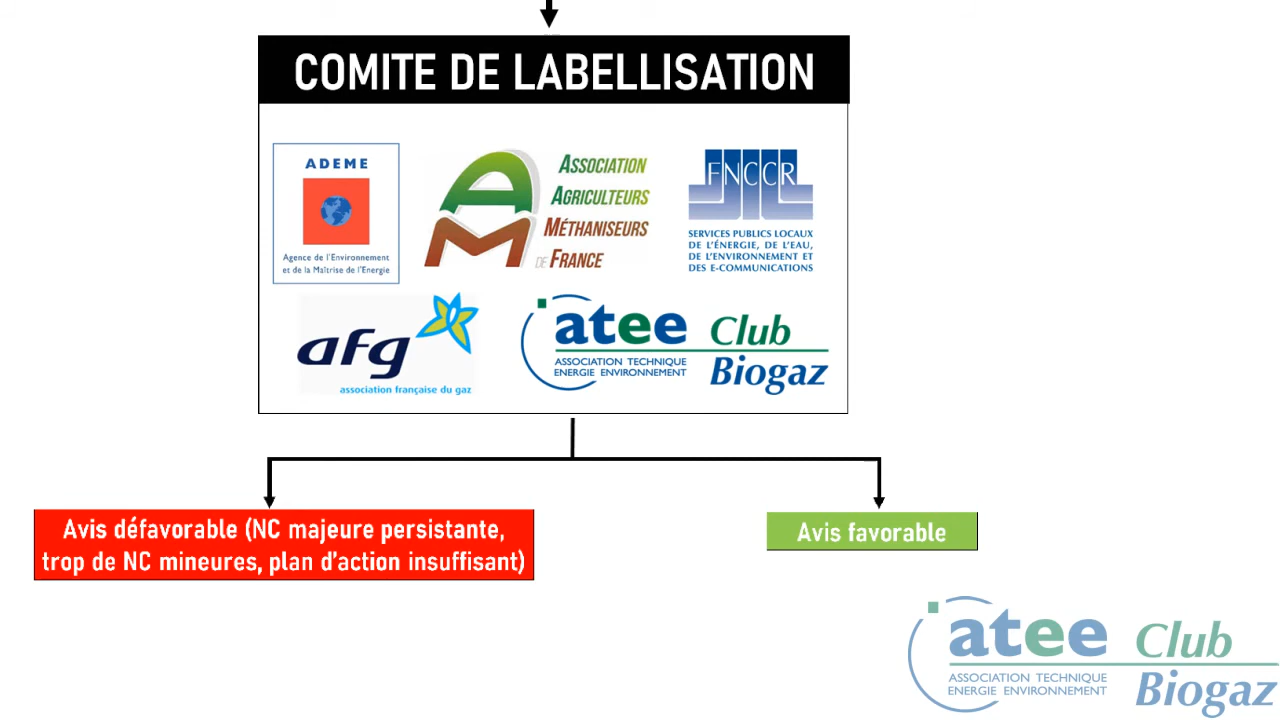 COMITE DE LABELLISATION
ADEME
Agence de l'Environnement
et de la Maîtrise de l'Energie
AM
ASSOCIATION
AGRICULTEURS
MÉTHANISEURS
DE FRANCE
FNCCR
SERVICES PUBLICS LOCAUX
DE L'ÉNERGIE, DE L'EAU,
DE L'ENVIRONNEMENT ET
DES E-COMMUNICATIONS
afg
association française du gaz
atee
ASSOCIATION TECHNIQUE
ENERGIE ENVIRONNEMENT
Club
Biogaz
Avis défavorable (NC majeure persistante,
trop de NC mineures, plan d'action insuffisant)
Avis favorable
atee
ASSOCIATION TECHNIQUE
ENERGIE ENVIRONNEMENT
Club
Biogaz